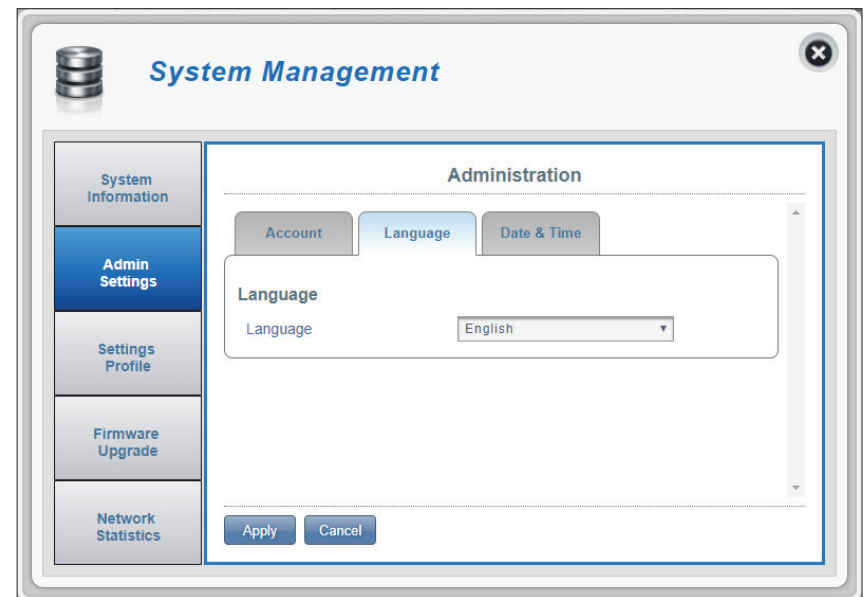 System Management
System
Information
Admin
Settings
Settings
Profile
Firmware
Upgrade
Network
Statistics
Administration
Account
Language
Date & Time
Language
Language
English
Apply
Cancel